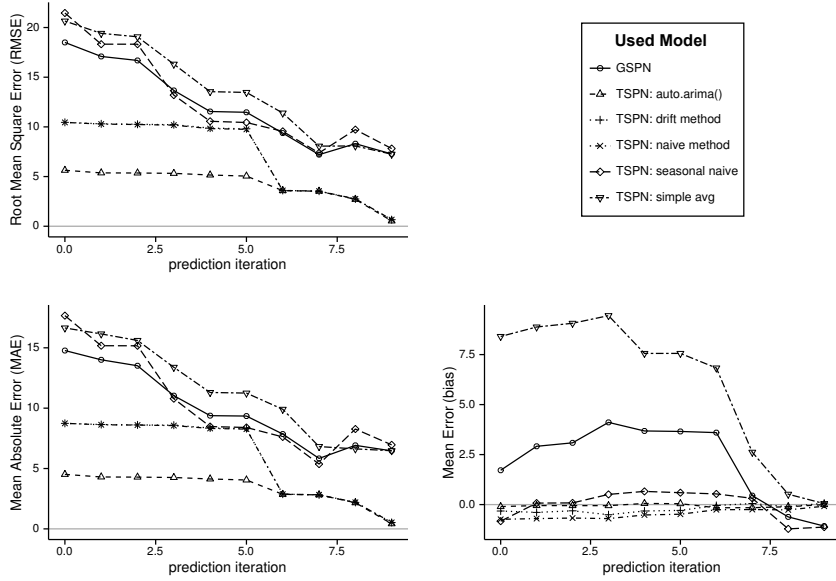 Root Mean Square Error (RMSE)
20
15
10
5
0
0.0
2.5
5.0
7.5
prediction iteration
Used Model
GSPN
TSPN: auto.arima()
TSPN: drift method
TSPN: naive method
TSPN: seasonal naive
TSPN: simple avg
Mean Absolute Error (MAE)
15
10
5
0
0.0
2.5
5.0
7.5
prediction iteration
Mean Error (bias)
7.5
5.0
2.5
0.0
0.0
2.5
5.0
7.5
prediction iteration